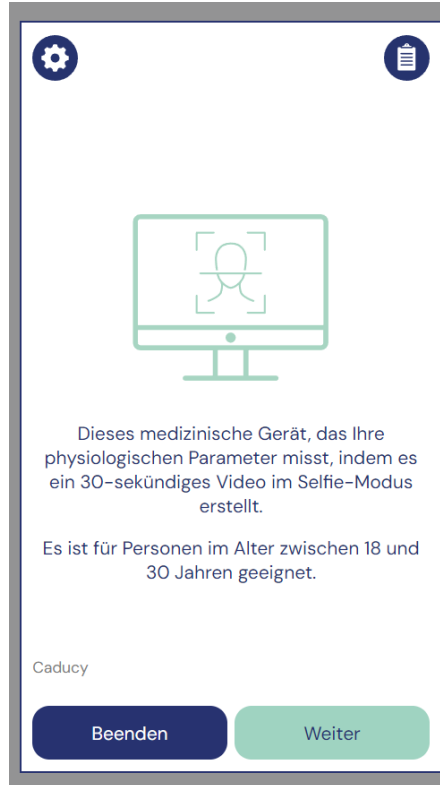 Dieses medizinische Gerät, das Ihre
physiologischen Parameter misst, indem es
ein 30-sekündiges Video im Selfie-Modus
erstellt.
Es ist für Personen im Alter zwischen 18 und
30 Jahren geeignet.
Caducy
Beenden
Weiter